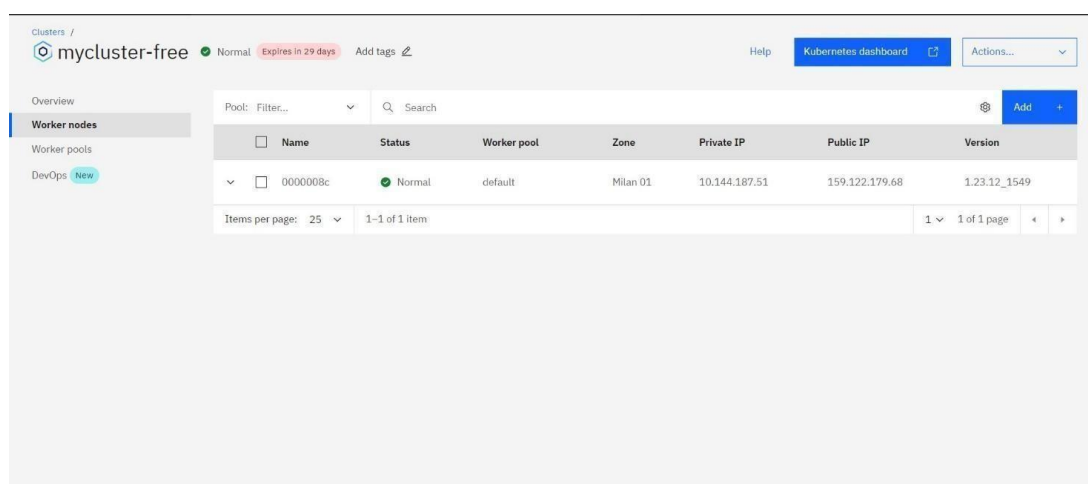 Clusters /
mycluster-free Normal Expires in 29 days Add tags Help Kubernetes dashboard Actions...
Overview
Worker nodes
Worker pools
DevOps New
Pool: Filter... Search Add +
Name Status Worker pool Zone Private IP Public IP Version
0000008c Normal default Milan 01 10.144.187.51 159.122.179.68 1.23.12_1549
Items per page: 25 1–1 of 1 item 1 1 of 1 page